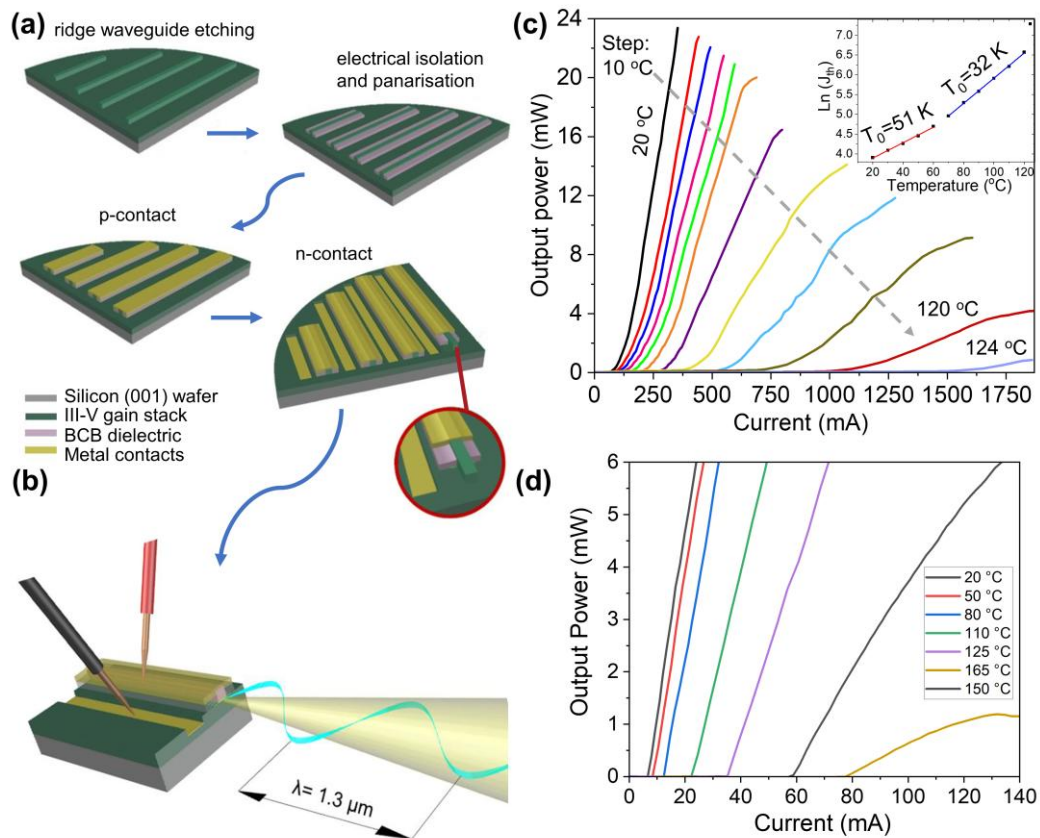 (a)
ridge waveguide etching
electrical isolation
and panarisation
p-contact
n-contact
Silicon (001) wafer
III-V gain stack
BCB dielectric
Metal contacts
(b)
λ= 1.3 µm
(c)
24
20
16
12
8
4
0
Output power (mW)
0 250 500 750 1000 1250 1500 1750
Current (mA)
Step:
10 °C
20 °C
120 °C
124 °C
7.0
6.5
6.0
5.5
5.0
4.5
4.0
Ln (Jth)
T0=51 K
T0=32 K
20 40 60 80 100 120
Temperature (°C)
(d)
6
5
4
3
2
1
0
Output Power (mW)
0 20 40 60 80 100 120 140
Current (mA)
20 °C
50 °C
80 °C
110 °C
125 °C
165 °C
150 °C